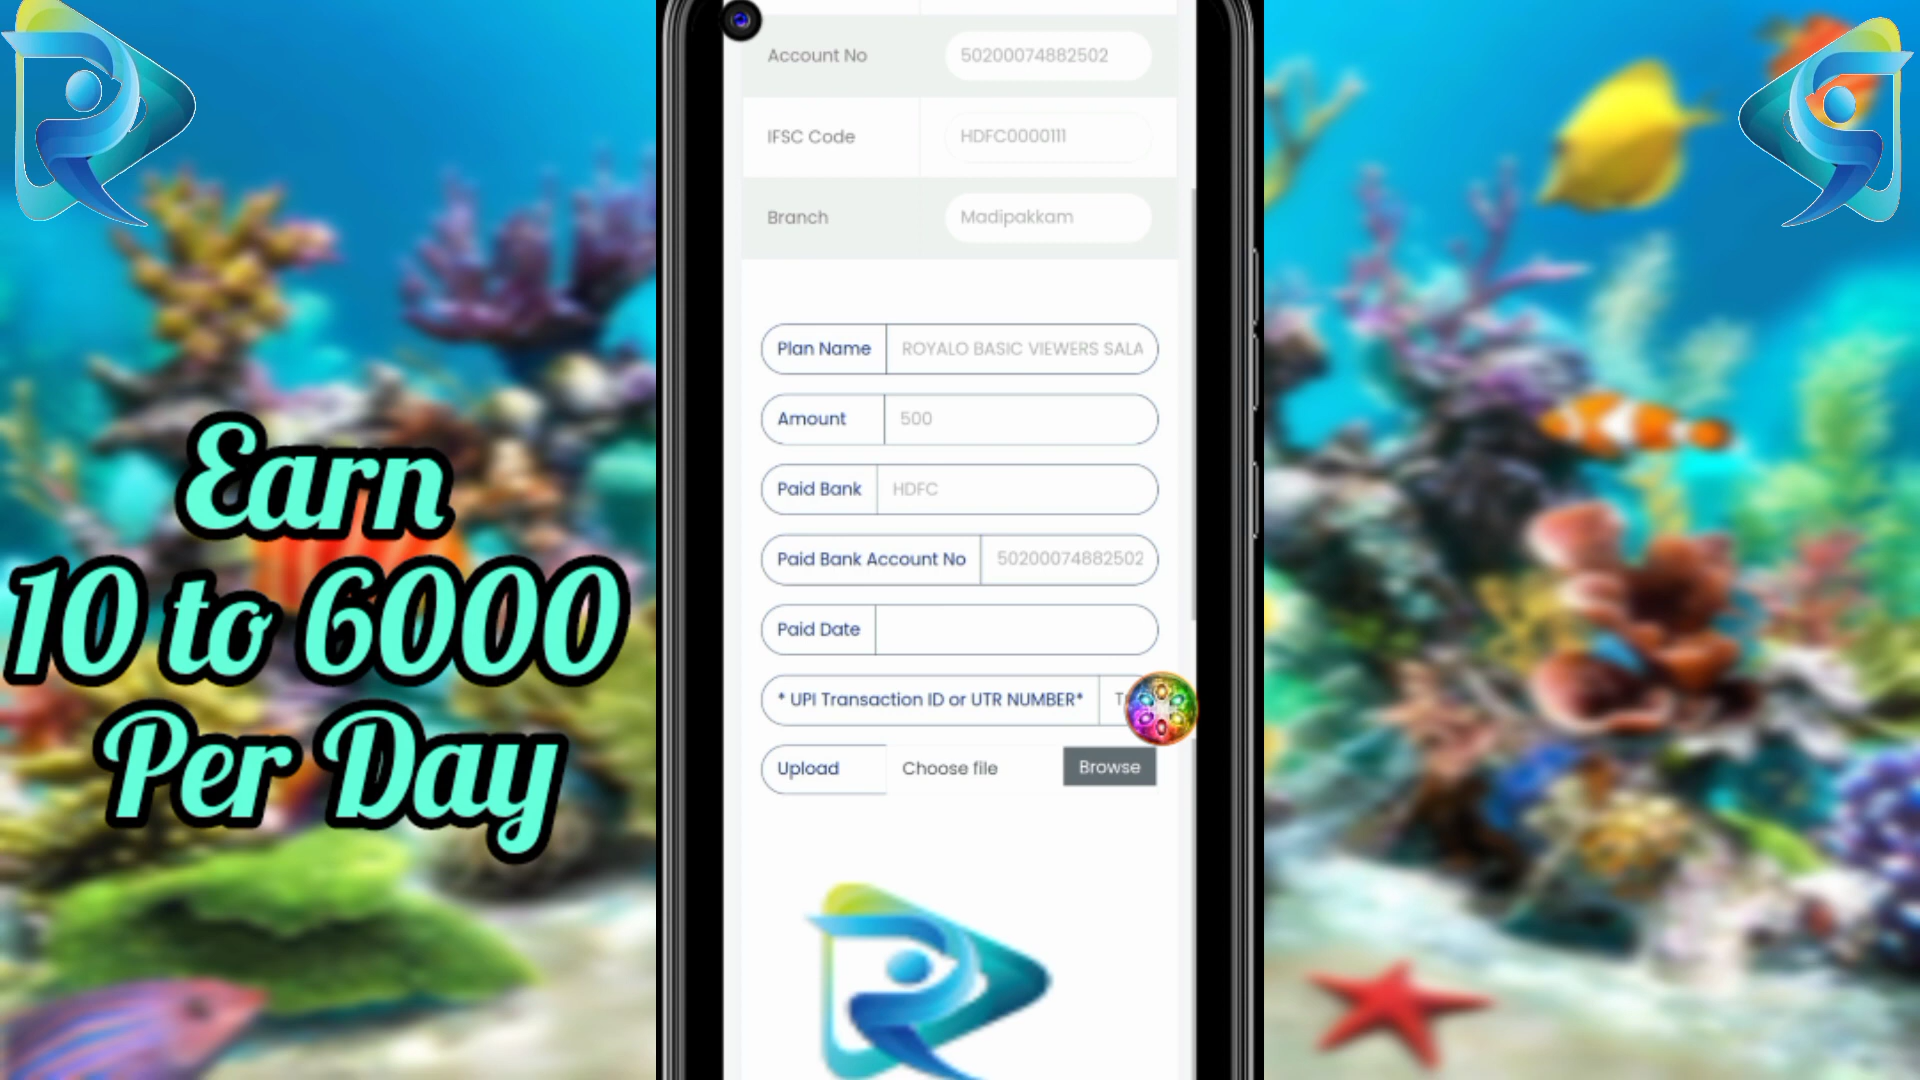 Earn
10 to 6000
Per Day
Account No 50200074882502
IFSC Code HDFC0000111
Branch Madipakkam
Plan Name ROYALO BASIC VIEWERS SALA
Amount 500
Paid Bank HDFC
Paid Bank Account No 50200074882502
Paid Date
* UPI Transaction ID or UTR NUMBER*
Upload Choose file Browse